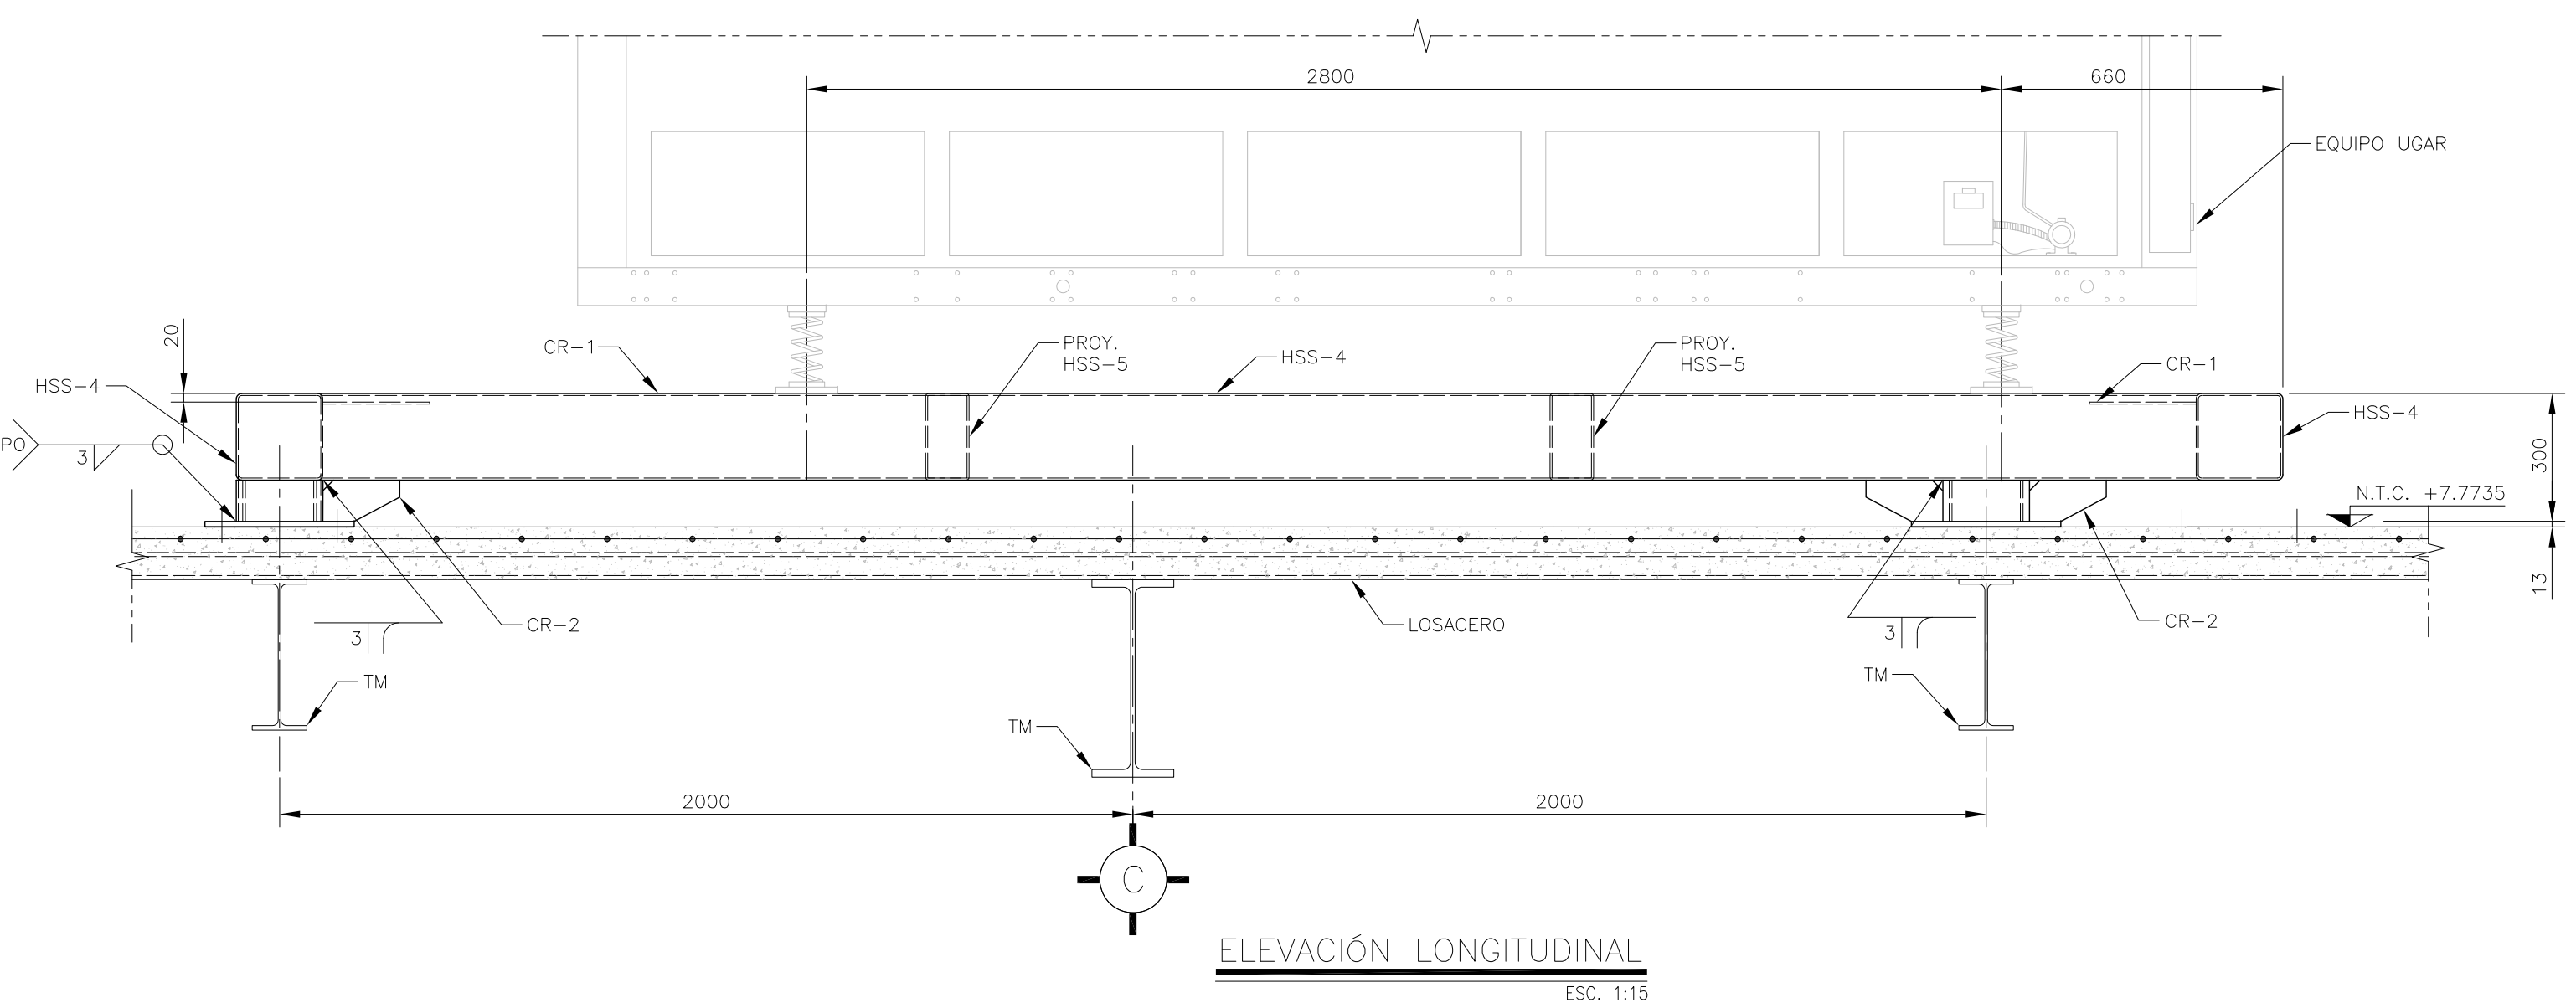 2800
660
EQUIPO UGAR
20
CR-1
PROY.
HSS-5
HSS-4
PROY.
HSS-5
CR-1
HSS-4
HSS-4
PO
3
300
N.T.C. +7.7735
13
3
CR-2
LOSACERO
3
CR-2
TM
TM
TM
2000
2000
C
ELEVACIÓN LONGITUDINAL
ESC. 1:15